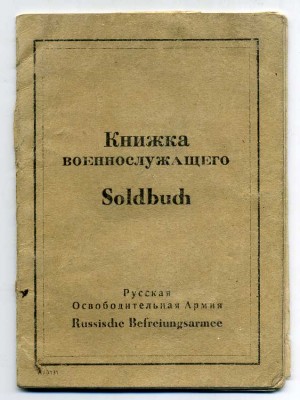 Книжка
военнослужащего
Soldbuch
Русская
Освободительная Армия
Russische Befreiungsarmee